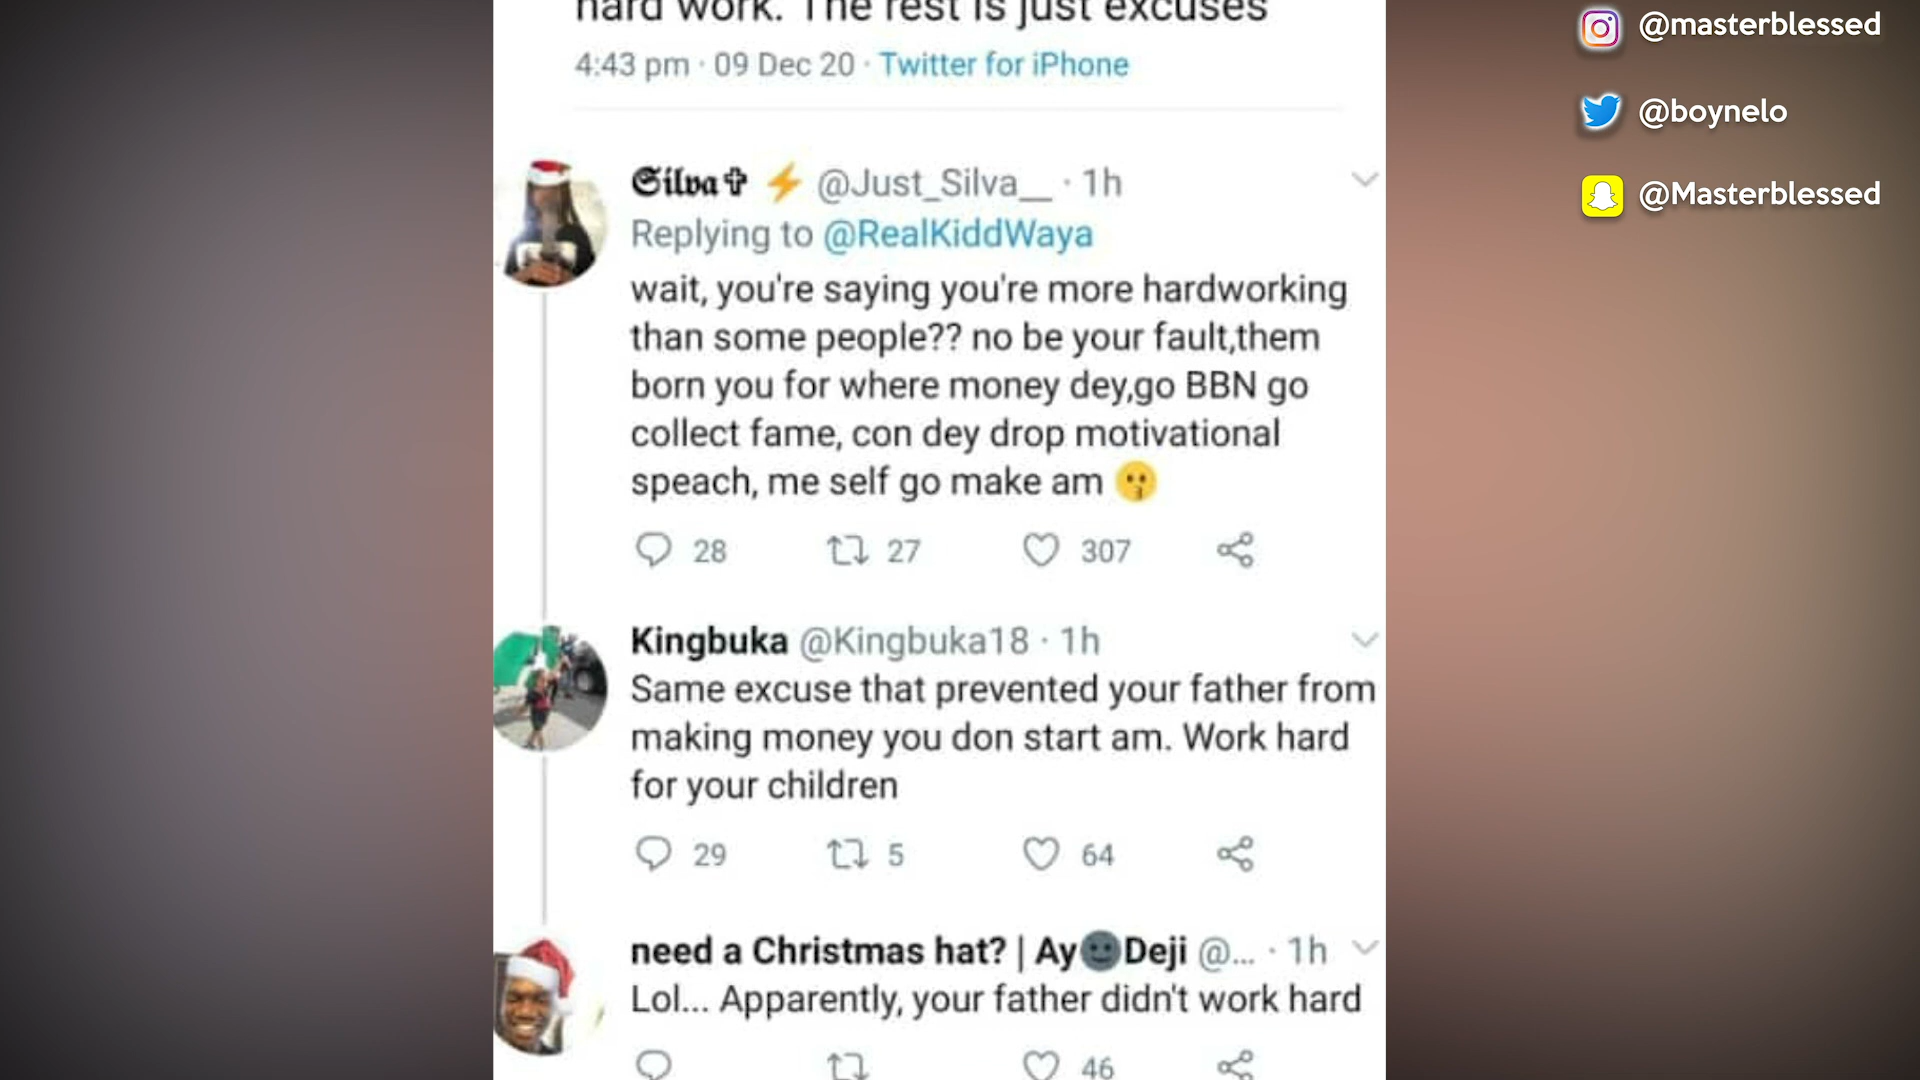 hard work. The rest is just excuses
4:43 pm · 09 Dec 20 · Twitter for iPhone
Silva✞ ⚡ @Just_Silva__ · 1h
Replying to @RealKiddWaya
wait, you're saying you're more hardworking
than some people?? no be your fault,them
born you for where money dey,go BBN go
collect fame, con dey drop motivational
speach, me self go make am 😗
28 27 307
Kingbuka @Kingbuka18 · 1h
Same excuse that prevented your father from
making money you don start am. Work hard
for your children
29 5 64
need a Christmas hat? | Ay🌚Deji @... · 1h
Lol... Apparently, your father didn't work hard
46
@masterblessed
@boynelo
@Masterblessed